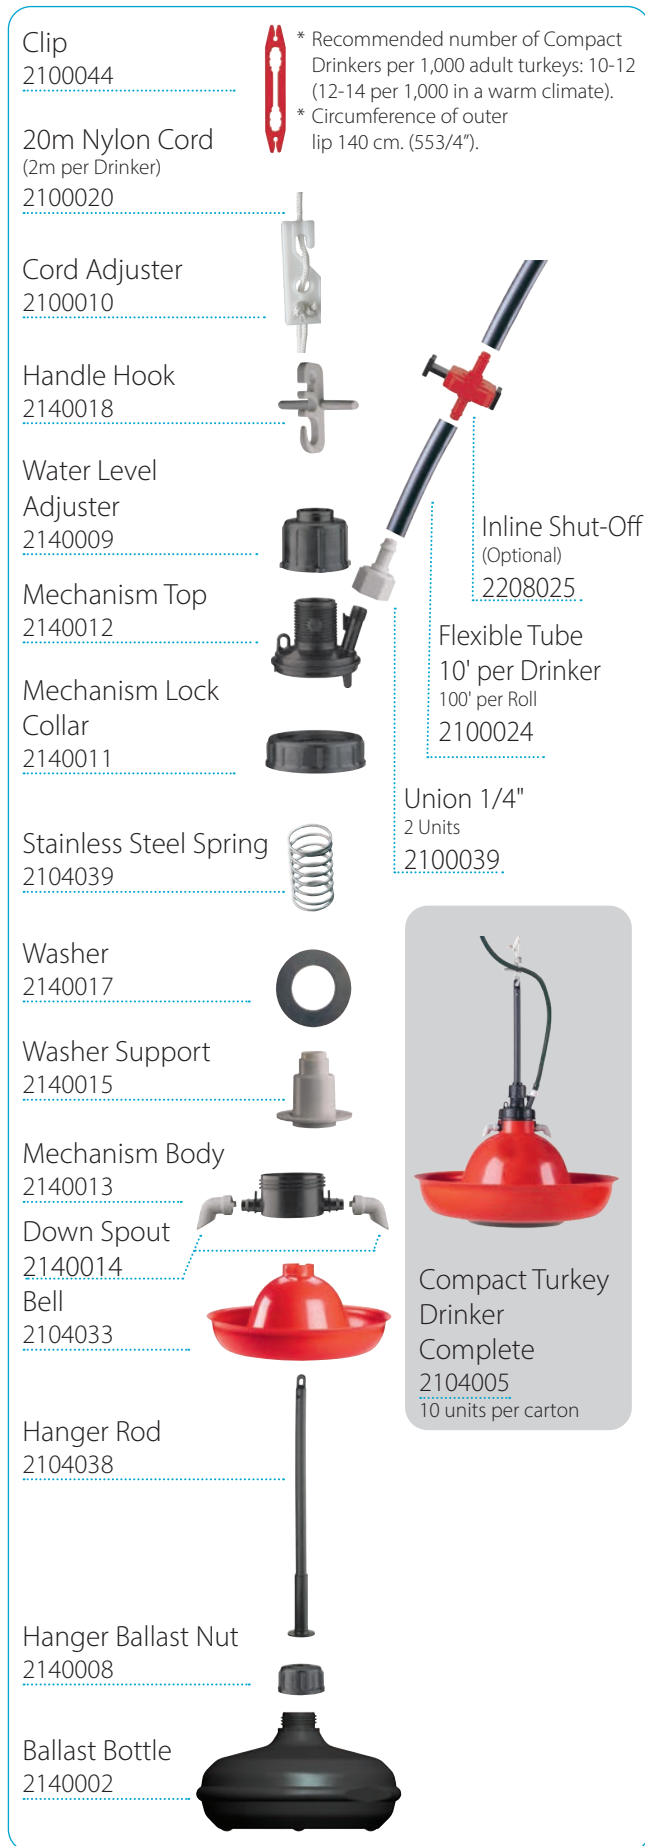 Clip
2100044
* Recommended number of Compact
Drinkers per 1,000 adult turkeys: 10-12
(12-14 per 1,000 in a warm climate).
* Circumference of outer
lip 140 cm. (553/4”).
20m Nylon Cord
(2m per Drinker)
2100020
Cord Adjuster
2100010
Handle Hook
2140018
Water Level
Adjuster
2140009
Mechanism Top
2140012
Mechanism Lock
Collar
2140011
Inline Shut-Off
(Optional)
2208025
Flexible Tube
10' per Drinker
100' per Roll
2100024
Union 1/4"
2 Units
2100039
Stainless Steel Spring
2104039
Washer
2140017
Washer Support
2140015
Mechanism Body
2140013
Down Spout
2140014
Bell
2104033
Compact Turkey
Drinker
Complete
2104005
10 units per carton
Hanger Rod
2104038
Hanger Ballast Nut
2140008
Ballast Bottle
2140002